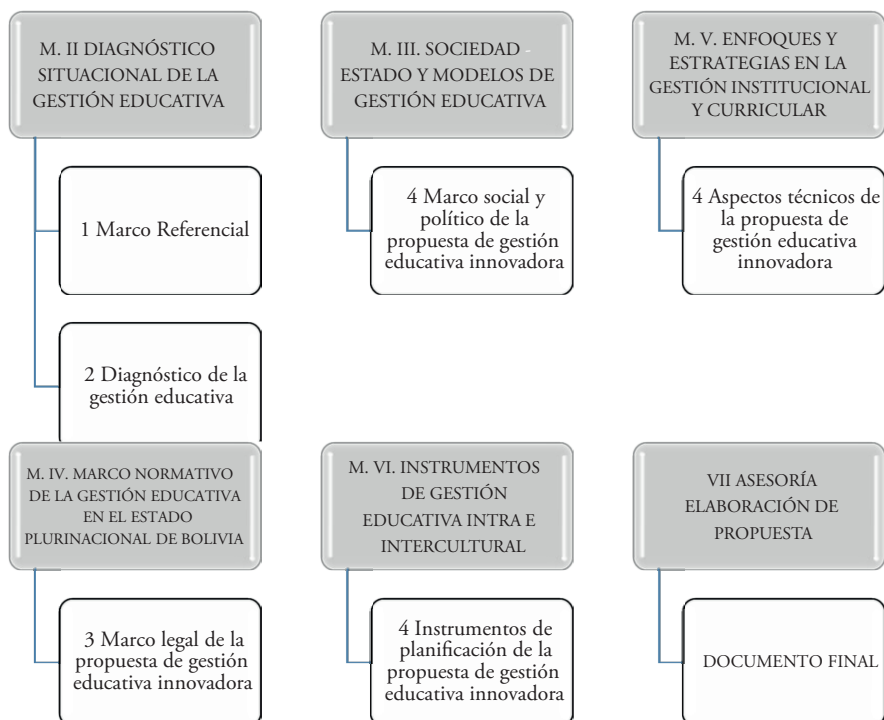 M. II DIAGNÓSTICO
SITUACIONAL DE LA
GESTIÓN EDUCATIVA
1 Marco Referencial
2 Diagnóstico de la
gestión educativa
M. III. SOCIEDAD -
ESTADO Y MODELOS DE
GESTIÓN EDUCATIVA
4 Marco social y
político de la
propuesta de gestión
educativa innovadora
M. V. ENFOQUES Y
ESTRATEGIAS EN LA
GESTIÓN INSTITUCIONAL
Y CURRICULAR
4 Aspectos técnicos de
la propuesta de
gestión educativa
innovadora
M. IV. MARCO NORMATIVO
DE LA GESTIÓN EDUCATIVA
EN EL ESTADO
PLURINACIONAL DE BOLIVIA
3 Marco legal de la
propuesta de gestión
educativa innovadora
M. VI. INSTRUMENTOS
DE GESTIÓN
EDUCATIVA INTRA E
INTERCULTURAL
4 Instrumentos de
planificación de la
propuesta de gestión
educativa innovadora
VII ASESORÍA
ELABORACIÓN DE
PROPUESTA
DOCUMENTO FINAL